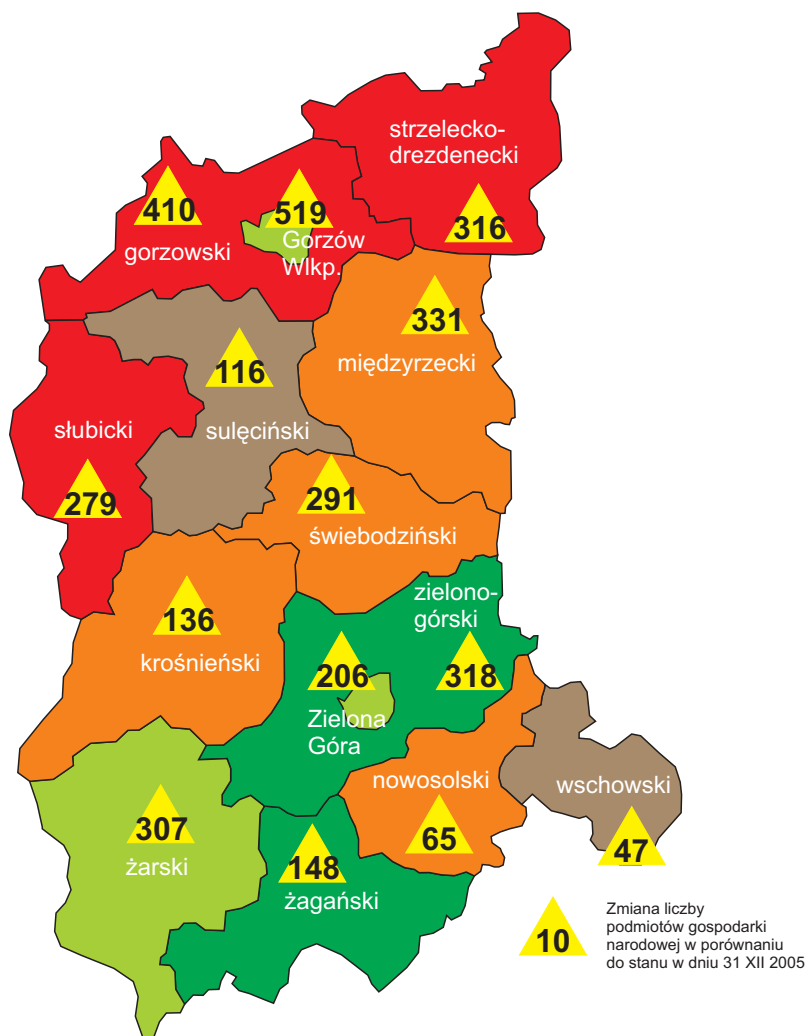 strzelecko-
drezdenecki
316
410
gorzowski
519
Gorzów
Wlkp.
331
międzyrzecki
116
sulęciński
słubicki
279
291
świebodziński
zielono-
górski
318
136
krośnieński
206
Zielona
Góra
nowosolski
65
wschowski
47
307
żarski
148
żagański
10
Zmiana liczby
podmiotów gospodarki
narodowej w porównaniu
do stanu w dniu 31 XII 2005